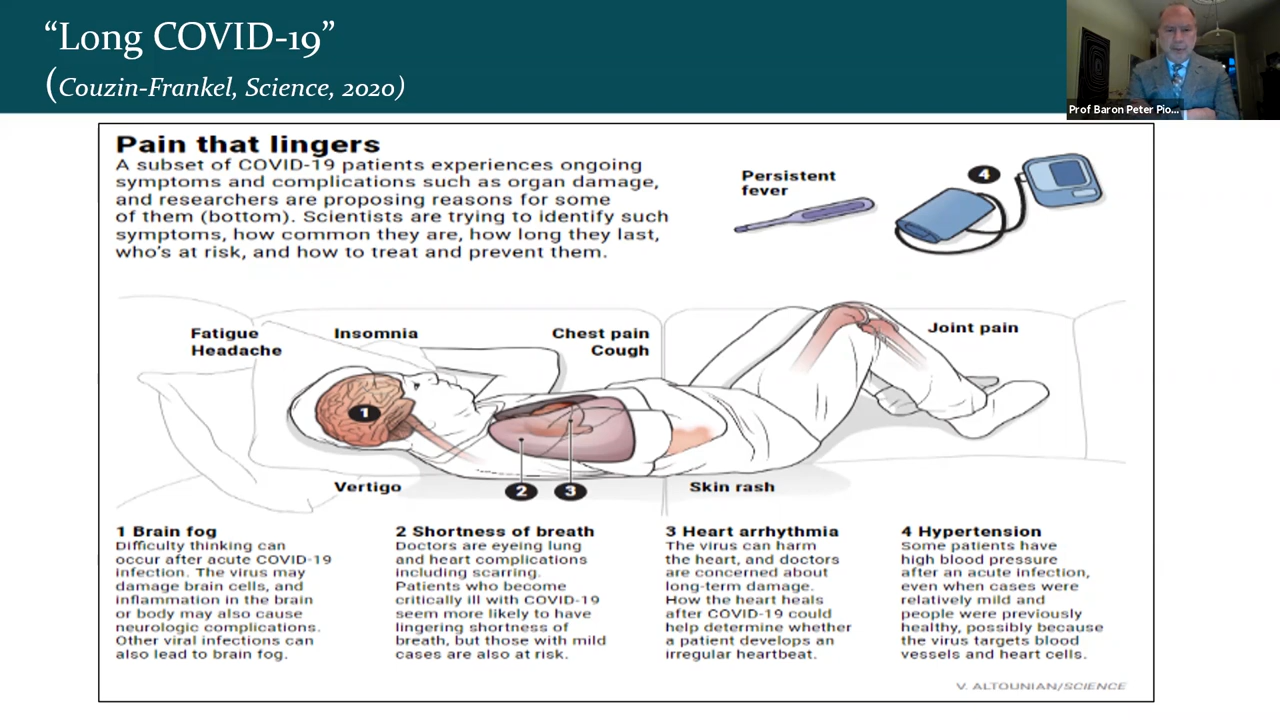 “Long COVID-19”
(Couzin-Frankel, Science, 2020)
Prof Baron Peter Pio...
Pain that lingers
A subset of COVID-19 patients experiences ongoing
symptoms and complications such as organ damage,
and researchers are proposing reasons for some
of them (bottom). Scientists are trying to identify such
symptoms, how common they are, how long they last,
who's at risk, and how to treat and prevent them.
Persistent
fever
4
Fatigue
Headache
Insomnia
Chest pain
Cough
Joint pain
1
Vertigo
2
3
Skin rash
1 Brain fog
Difficulty thinking can
occur after acute COVID-19
infection. The virus may
damage brain cells, and
inflammation in the brain
or body may also cause
neurologic complications.
Other viral infections can
also lead to brain fog.
2 Shortness of breath
Doctors are eyeing lung
and heart complications
including scarring.
Patients who become
critically ill with COVID-19
seem more likely to have
lingering shortness of
breath, but those with mild
cases are also at risk.
3 Heart arrhythmia
The virus can harm
the heart, and doctors
are concerned about
long-term damage.
How the heart heals
after COVID-19 could
help determine whether
a patient develops an
irregular heartbeat.
4 Hypertension
Some patients have
high blood pressure
after an acute infection,
even when cases were
relatively mild and
people were previously
healthy, possibly because
the virus targets blood
vessels and heart cells.
V. ALTOUNIAN/SCIENCE